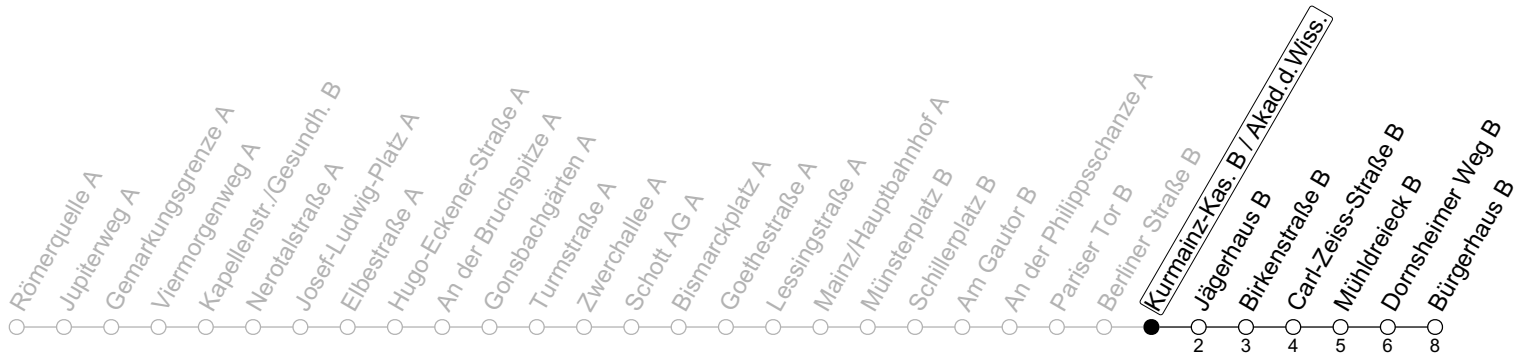 Römerquelle A
Jupiterweg A
Gemarkungsgrenze A
Viermorgenweg A
Kapellenstr./Gesundh. B
Nerotalstraße A
Josef-Ludwig-Platz A
Elbestraße A
Hugo-Eckener-Straße A
An der Bruchspitze A
Gonsbachgärten A
Turmstraße A
Zwerchallee A
Schott AG A
Bismarckplatz A
Goethestraße A
Lessingstraße A
Mainz/Hauptbahnhof A
Münsterplatz B
Schillerplatz B
Am Gautor B
An der Philippsschanze A
Pariser Tor B
Berliner Straße B
Kurmainz-Kas. B / Akad.d.Wiss.
Jägerhaus B
Birkenstraße B
Carl-Zeiss-Straße B
Mühldreieck B
Dornsheimer Weg B
Bürgerhaus B
2 3 4 5 6 8